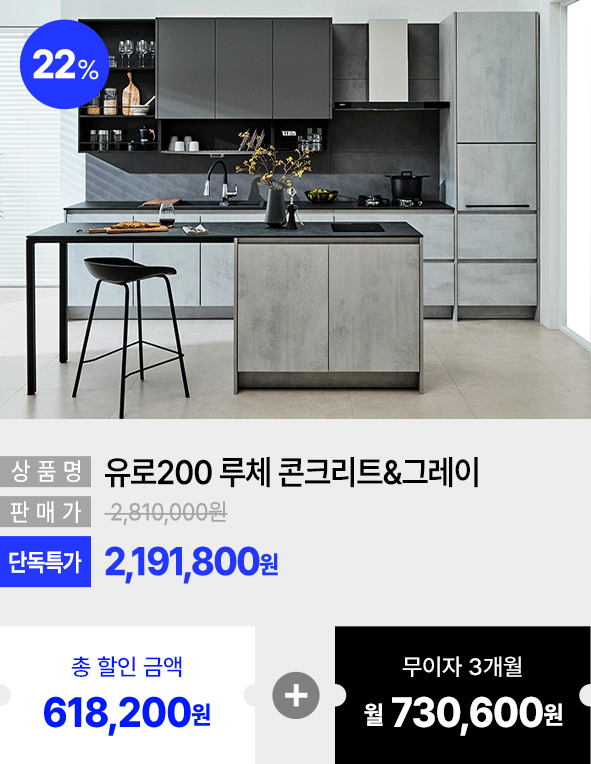 22%
상품명 유로200 루체 콘크리트&그레이
판매가 2,810,000원
단독특가 2,191,800원
총 할인 금액
618,200원
+
무이자 3개월
월 730,600원